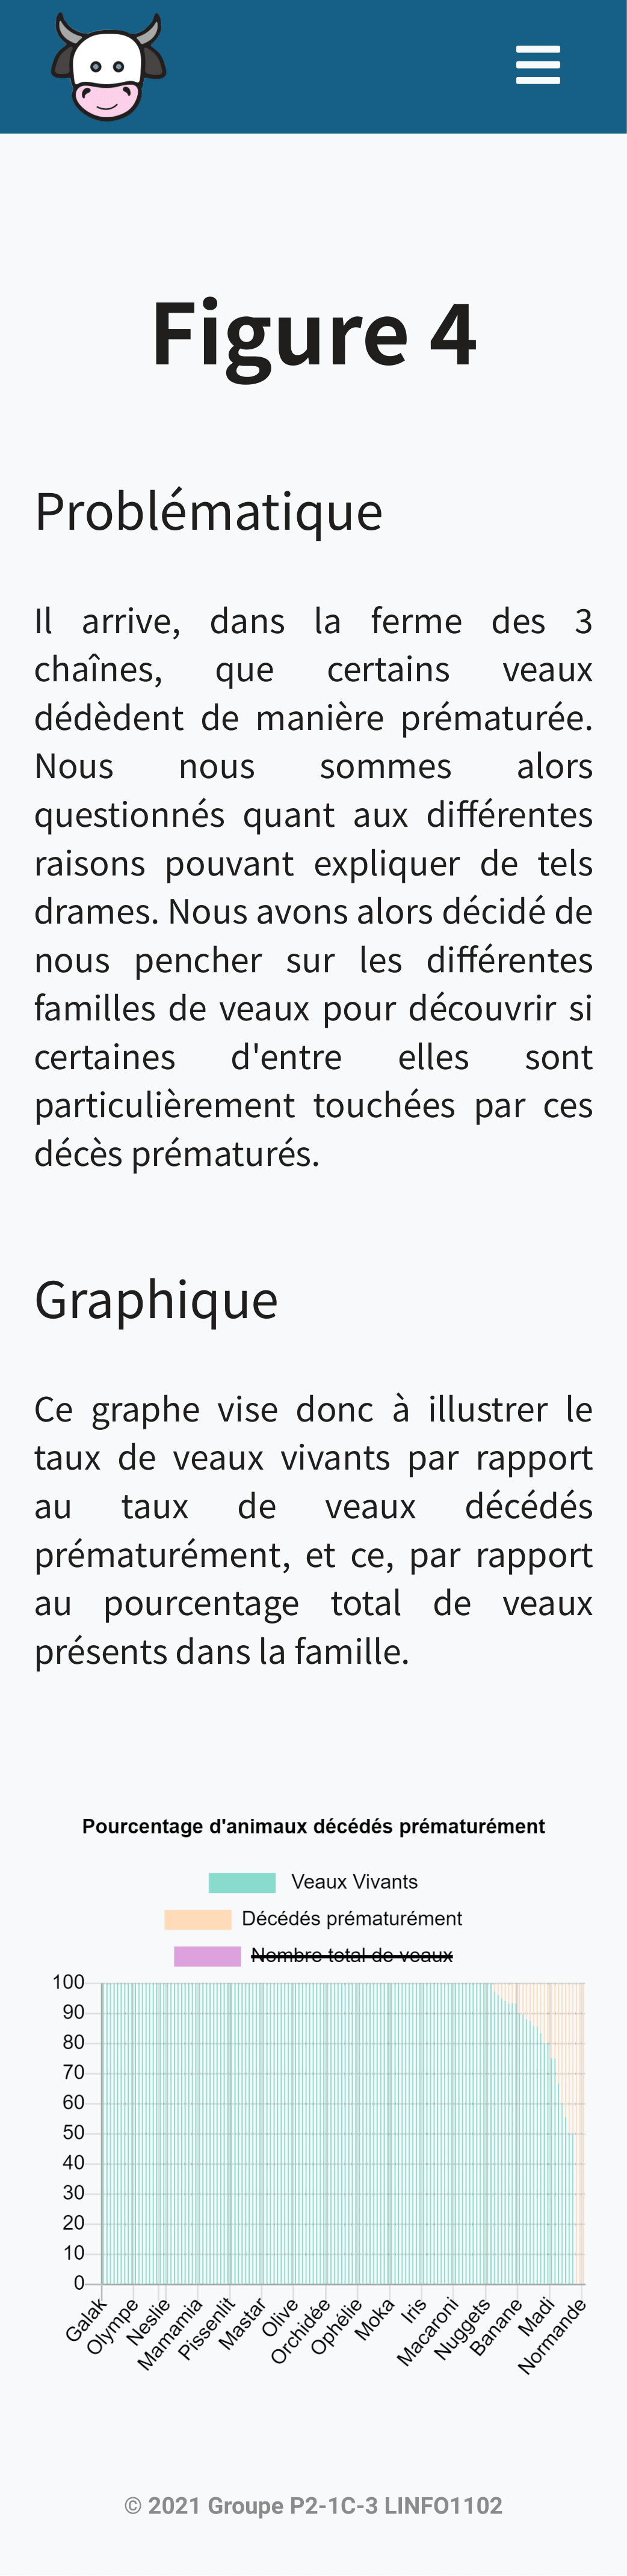 Figure 4
Problématique
Il arrive, dans la ferme des 3
chaînes, que certains veaux
dédèdent de manière prématurée.
Nous nous sommes alors
questionnés quant aux différentes
raisons pouvant expliquer de tels
drames. Nous avons alors décidé de
nous pencher sur les différentes
familles de veaux pour découvrir si
certaines d'entre elles sont
particulièrement touchées par ces
décès prématurés.
Graphique
Ce graphe vise donc à illustrer le
taux de veaux vivants par rapport
au taux de veaux décédés
prématurément, et ce, par rapport
au pourcentage total de veaux
présents dans la famille.
Pourcentage d'animaux décédés prématurément
Veaux Vivants
Décédés prématurément
Nombre total de veaux
100
90
80
70
60
50
40
30
20
10
0
Galak
Olympe
Neslie
Mamamia
Pissenlit
Mastar
Olive
Orchidée
Ophélie
Moka
Iris
Macaroni
Nuggets
Banane
Madi
Normande
© 2021 Groupe P2-1C-3 LINFO1102